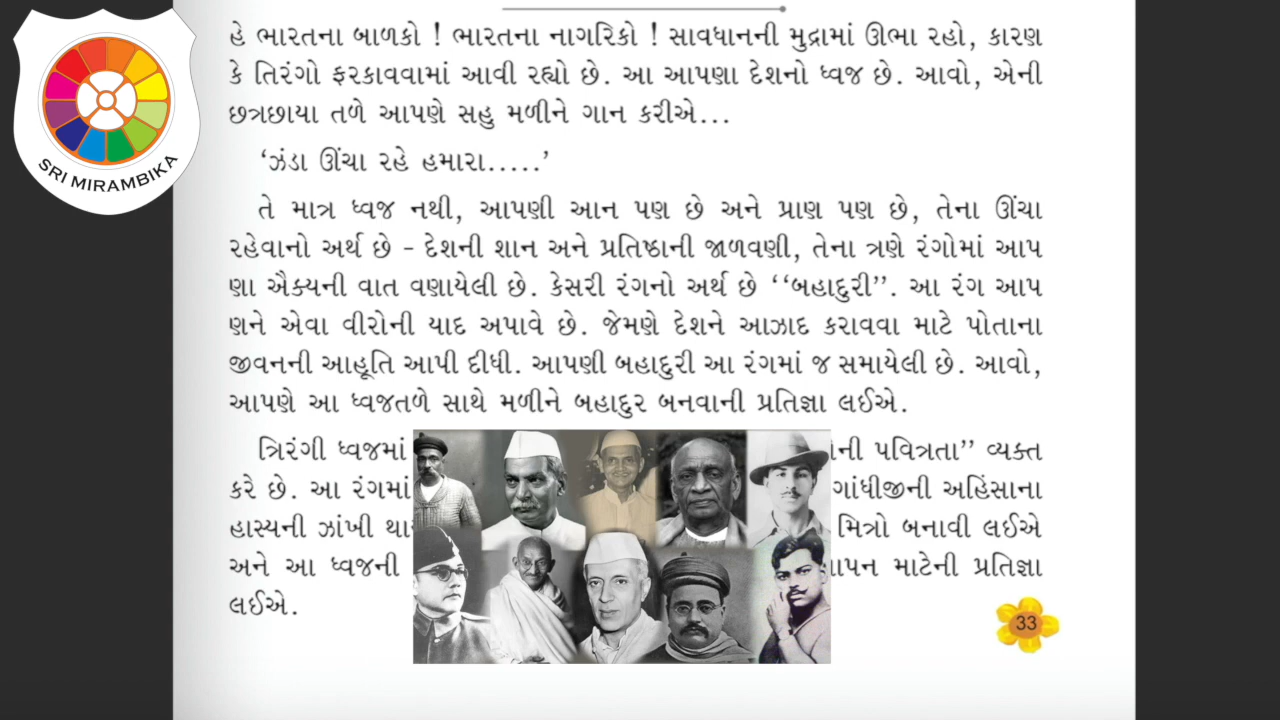 હે ભારતના બાળકો ! ભારતના નાગરિકો ! સાવધાનની મુદ્રામાં ઊભા રહો, કારણ
કે તિરંગો ફરકાવવામાં આવી રહ્યો છે. આ આપણા દેશનો ધ્વજ છે. આવો, એની
છત્રછાયા તળે આપણે સહુ મળીને ગાન કરીએ...
‘ઝંડા ઊંચા રહે હમારા.....’
તે માત્ર ધ્વજ નથી, આપણી આન પણ છે અને પ્રાણ પણ છે, તેના ઊંચા
રહેવાનો અર્થ છે - દેશની શાન અને પ્રતિષ્ઠાની જાળવણી, તેના ત્રણે રંગોમાં આપ
ણા ઐક્યની વાત વણાયેલી છે. કેસરી રંગનો અર્થ છે ‘‘બહાદુરી’’. આ રંગ આપ
ણને એવા વીરોની યાદ અપાવે છે. જેમણે દેશને આઝાદ કરાવવા માટે પોતાના
જીવનની આહૂતિ આપી દીધી. આપણી બહાદુરી આ રંગમાં જ સમાયેલી છે. આવો,
આપણે આ ધ્વજતળે સાથે મળીને બહાદુર બનવાની પ્રતિજ્ઞા લઈએ.
ત્રિરંગી ધ્વજમાં ની પવિત્રતા’’ વ્યક્ત
કરે છે. આ રંગમાં ગાંધીજીની અહિંસાના
હાસ્યની ઝાંખી મિત્રો બનાવી લઈએ
અને આ ધ્વજની માટેની પ્રતિજ્ઞા
લઈએ.
33
SRI MIRAMBIKA